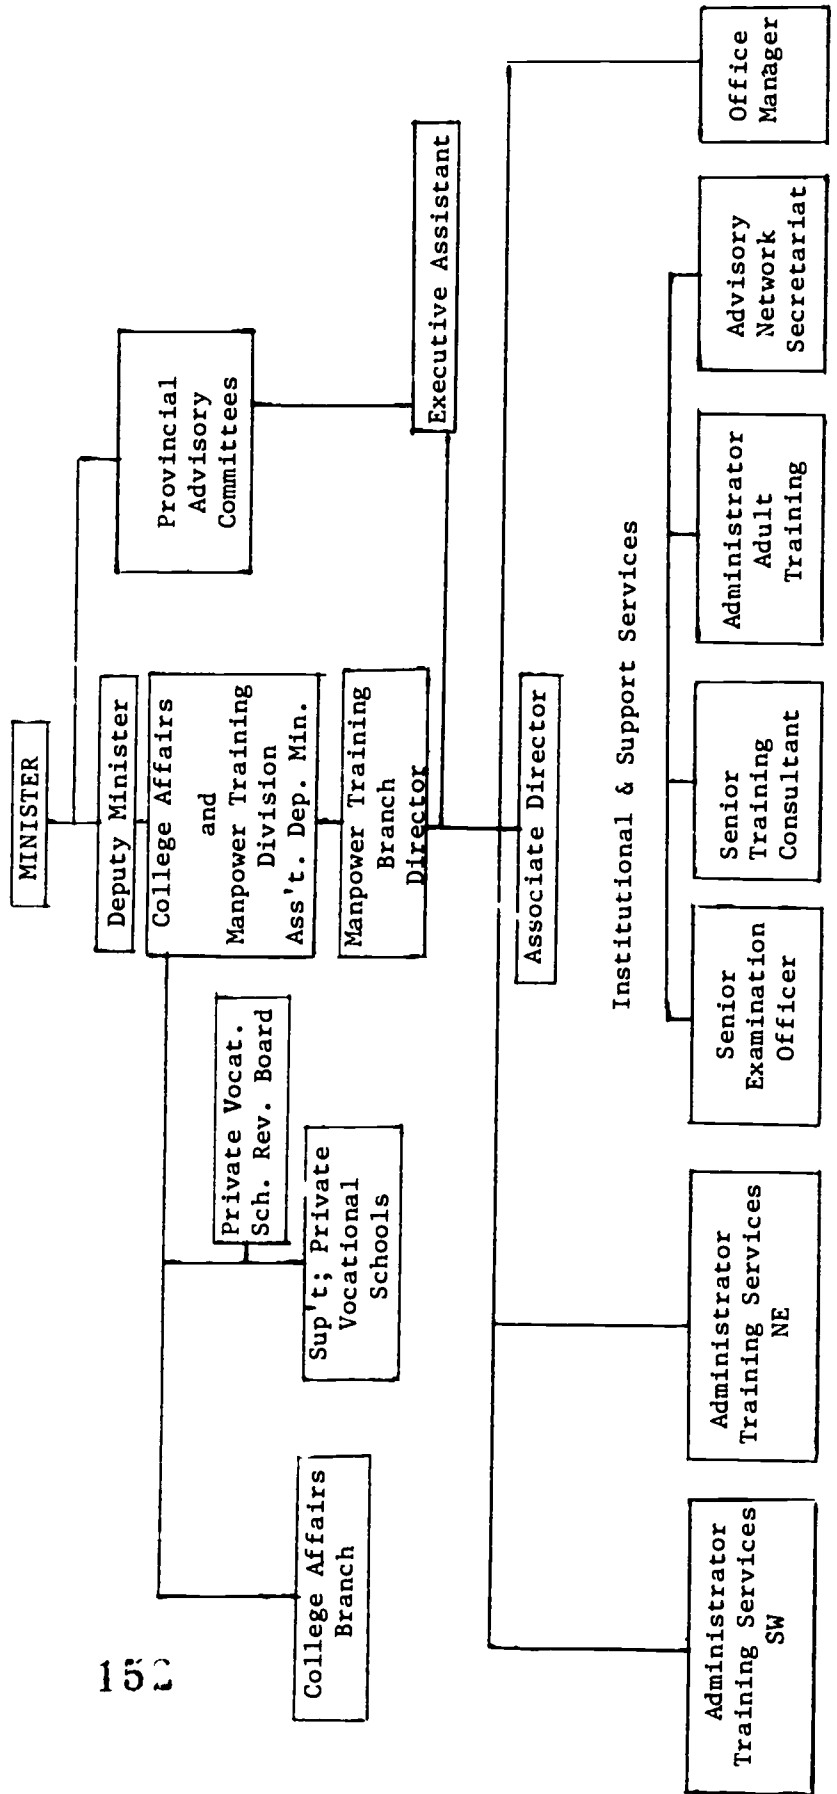 MINISTER
Deputy Minister
College Affairs
and
Manpower Training
Division
Ass't. Dep. Min.
Provincial
Advisory
Committees
Manpower Training
Branch
Director
Executive Assistant
Private Vocat.
Sch. Rev. Board
Sup't; Private
Vocational
Schools
College Affairs
Branch
Associate Director
Institutional & Support Services
Administrator
Training Services
SW
Administrator
Training Services
NE
Senior
Examination
Officer
Senior
Training
Consultant
Administrator
Adult
Training
Advisory
Network
Secretariat
Office
Manager
152